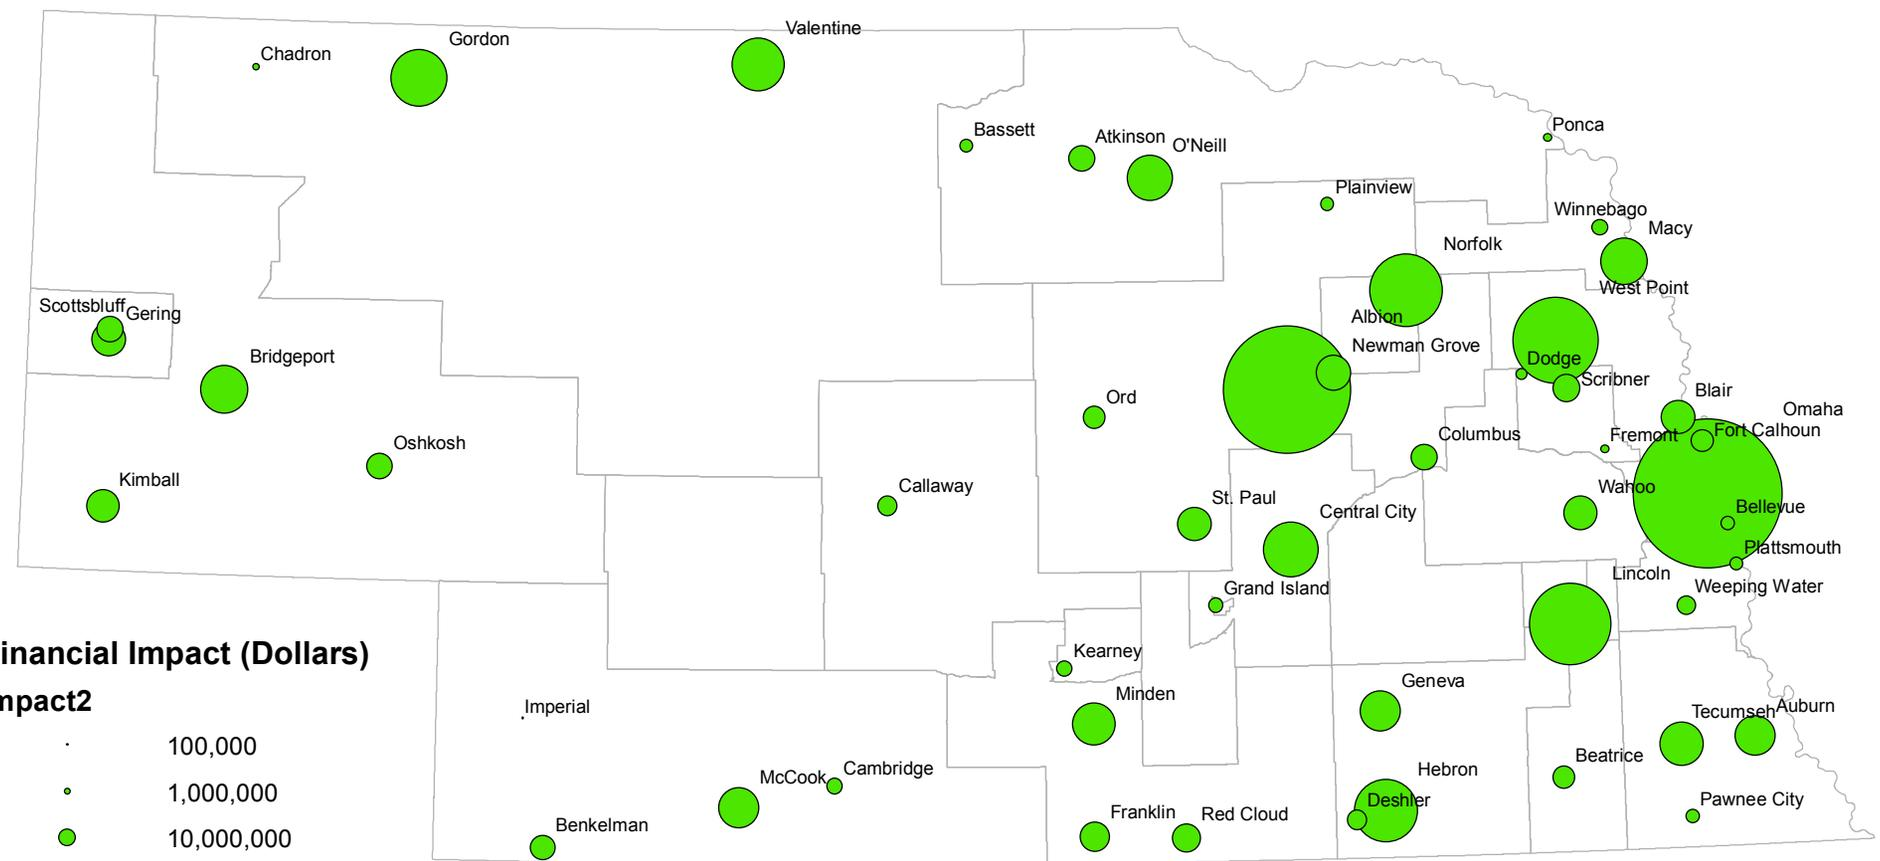 Valentine
Gordon
Chadron
Ponca
Bassett
Atkinson
O'Neill
Plainview
Winnebago
Macy
Norfolk
West Point
Scottsbluff
Gering
Albion
Newman Grove
Bridgeport
Dodge
Scribner
Blair
Ord
Omaha
Columbus
Fremont
Fort Calhoun
Oshkosh
Kimball
Callaway
Wahoo
St. Paul
Central City
Bellevue
Plattsmouth
Lincoln
Grand Island
Weeping Water
inancial Impact (Dollars)
Kearney
Geneva
mpact2
Minden
Imperial
Tecumseh
Auburn
100,000
Beatrice
McCook
Cambridge
Hebron
1,000,000
Deshler
Pawnee City
Franklin
Red Cloud
Benkelman
10,000,000